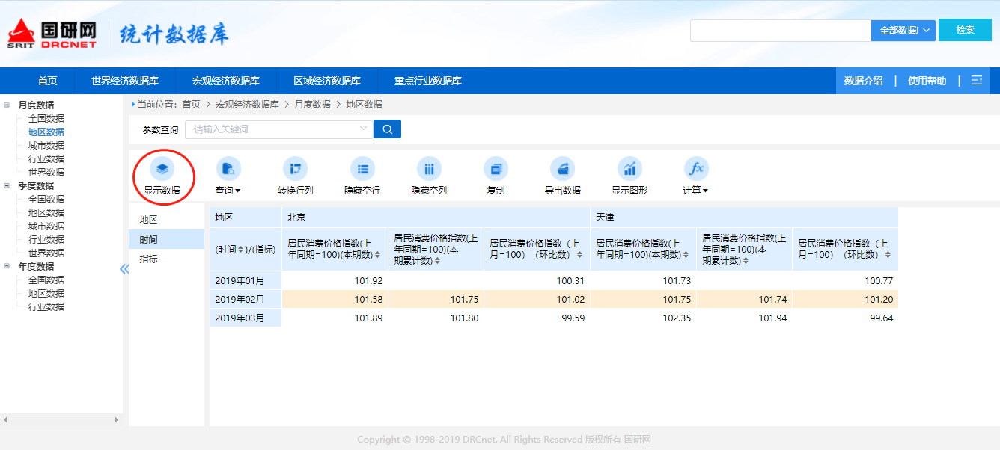 国研网
SRIT DRCNET
统计数据库
全部数据
检索
首页
世界经济数据库
宏观经济数据库
区域经济数据库
重点行业数据库
数据介绍 | 使用帮助 |
当前位置: 首页 > 宏观经济数据库 > 月度数据 > 地区数据
参数查询
请输入关键词
月度数据
全国数据
地区数据
城市数据
行业数据
世界数据
季度数据
全国数据
地区数据
城市数据
行业数据
世界数据
年度数据
全国数据
地区数据
行业数据
显示数据
查询▼
转换行列
隐藏空行
隐藏空列
复制
导出数据
显示图形
fx
计算▼
地区
时间
指标
地区 北京 天津
(时间)/(指标)
居民消费价格指数(上
年同期=100)(本期数)
居民消费价格指数(上
年同期=100)(本
期累计数)
居民消费价格指数（上
月=100）（环比数）
居民消费价格指数(上
年同期=100)(本期数)
居民消费价格指数(上
年同期=100)(本
期累计数)
居民消费价格指数（上
月=100）（环比数）
2019年01月 101.92 100.31 101.73 100.77
2019年02月 101.58 101.75 101.02 101.75 101.74 101.20
2019年03月 101.89 101.80 99.59 102.35 101.94 99.64
Copyright © 1998-2019 DRCnet. All Rights Reserved 版权所有 国研网